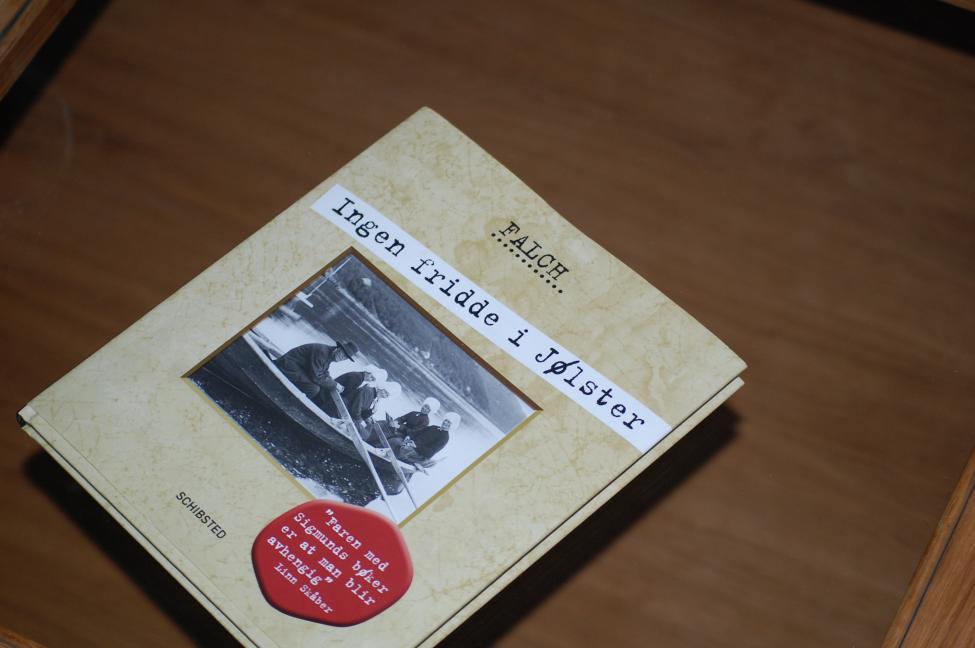 FALCH
Ingen fridde i Jølster
SCHIBSTED
"Faren med
Sigmunds bøker
er at man blir
avhengig"
Linn Skåber